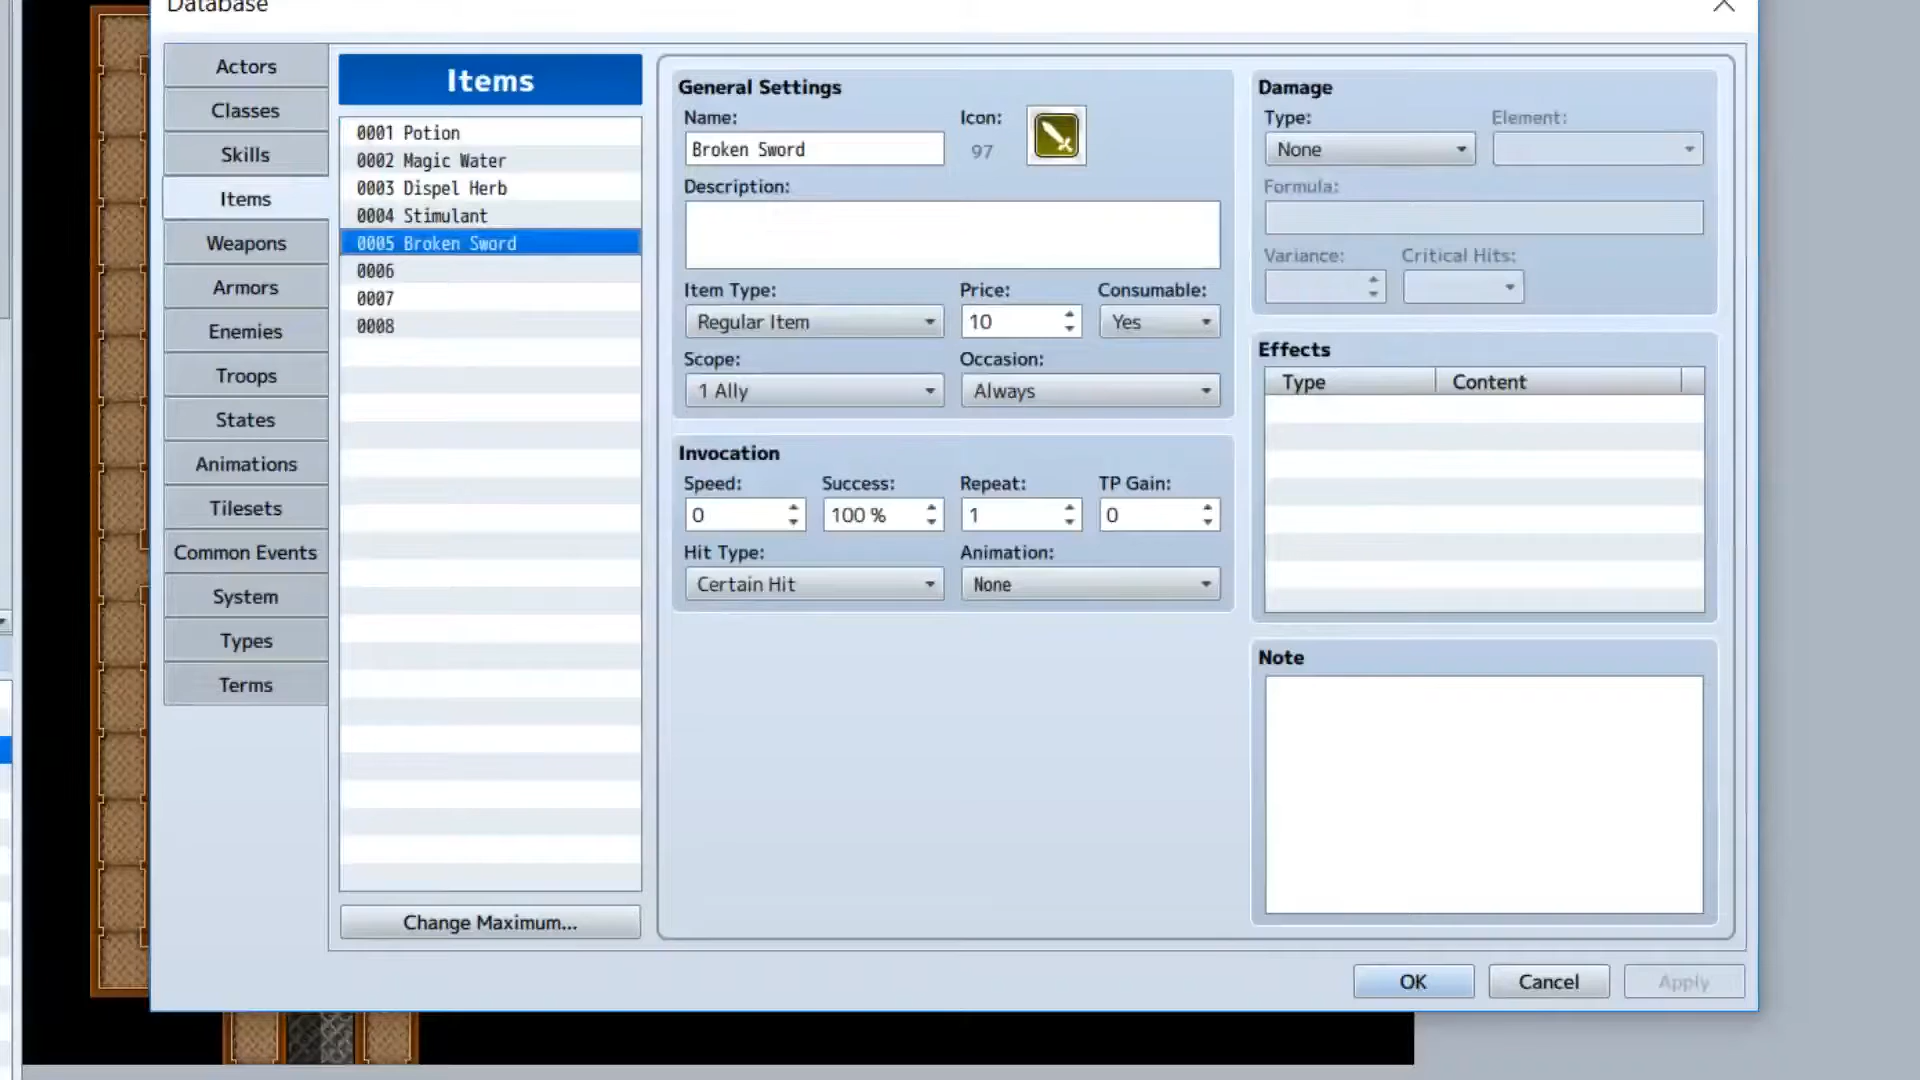 Database
Actors
Classes
Skills
Items
Weapons
Armors
Enemies
Troops
States
Animations
Tilesets
Common Events
System
Types
Terms
Items
0001 Potion
0002 Magic Water
0003 Dispel Herb
0004 Stimulant
0005 Broken Sword
0006
0007
0008
Change Maximum...
General Settings
Name: Icon:
Broken Sword 97
Description:
Item Type: Price: Consumable:
Regular Item 10 Yes
Scope: Occasion:
1 Ally Always
Invocation
Speed: Success: Repeat: TP Gain:
0 100 % 1 0
Hit Type: Animation:
Certain Hit None
Damage
Type: Element:
None
Formula:
Variance: Critical Hits:
Effects
Type Content
Note
OK Cancel Apply